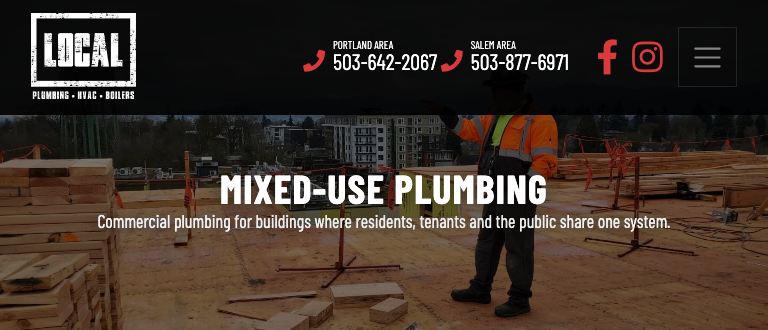 LOCAL
PLUMBING • HVAC • BOILERS
PORTLAND AREA
503-642-2067
SALEM AREA
503-877-6971
MIXED-USE PLUMBING
Commercial plumbing for buildings where residents, tenants and the public share one system.